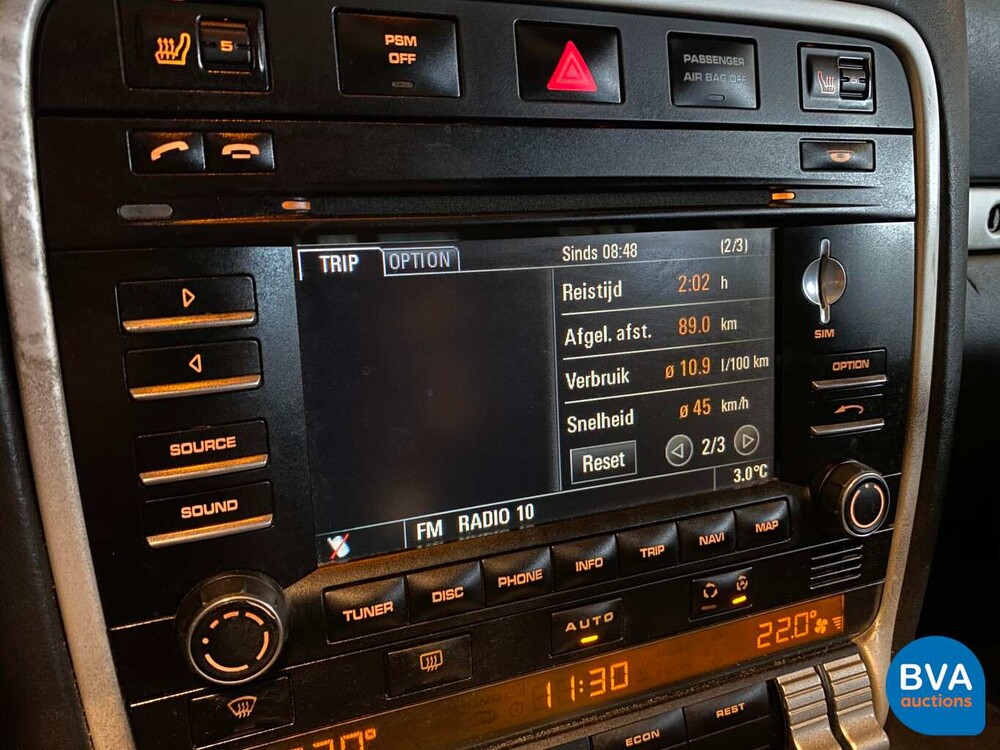 5
PSM
OFF
PASSENGER
AIR BAG OFF
TRIP OPTION Sinds 08:48 (2/3)
Reistijd 2:02 h
Afgel. afst. 89.0 km
Verbruik ø 10.9 l/100 km
Snelheid ø 45 km/h
Reset 2/3
3.0°C
FM RADIO 10
SOURCE
SOUND
SIM
OPTION
TUNER DISC PHONE INFO TRIP NAVI MAP
AUTO
11:30 22.0°
ECON REST
BVA
auctions